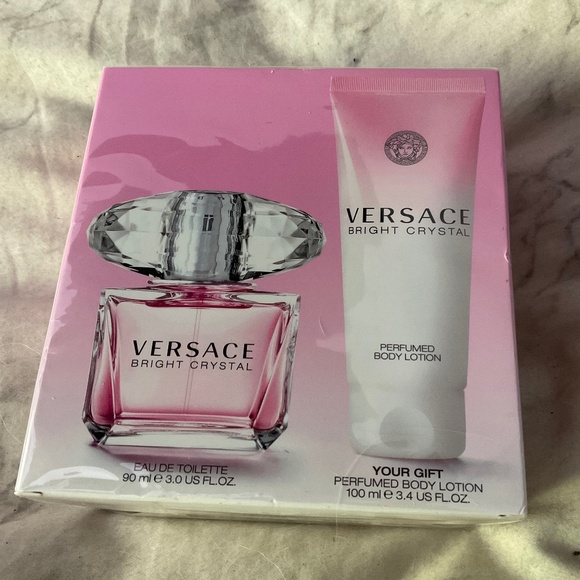 VERSACE
BRIGHT CRYSTAL
PERFUMED
BODY LOTION
VERSACE
BRIGHT CRYSTAL
EAU DE TOILETTE
90 ml ℮ 3.0 US FL.OZ.
YOUR GIFT
PERFUMED BODY LOTION
100 ml ℮ 3.4 US FL.OZ.